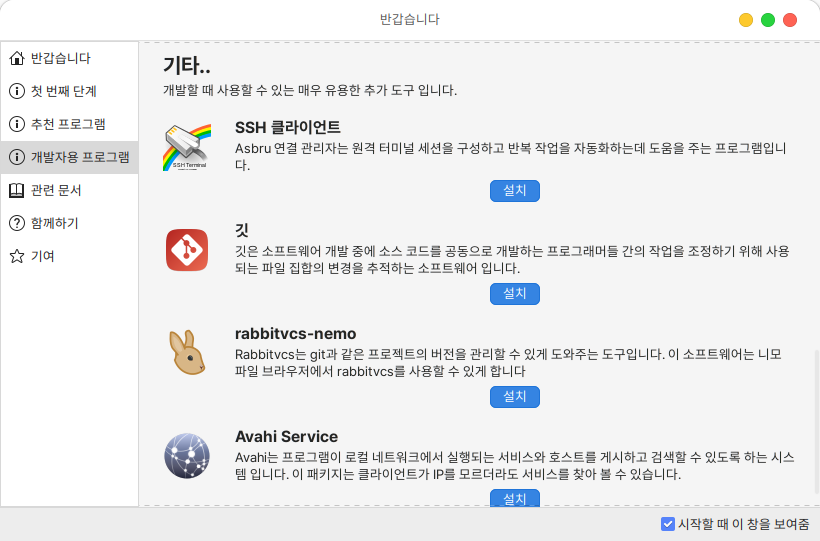 반갑습니다
반갑습니다
첫 번째 단계
추천 프로그램
개발자용 프로그램
관련 문서
함께하기
기여
기타..
개발할 때 사용할 수 있는 매우 유용한 추가 도구 입니다.
SSH Terminal
SSH 클라이언트
Asbru 연결 관리자는 원격 터미널 세션을 구성하고 반복 작업을 자동화하는데 도움을 주는 프로그램입니
다.
설치
깃
깃은 소프트웨어 개발 중에 소스 코드를 공동으로 개발하는 프로그래머들 간의 작업을 조정하기 위해 사용
되는 파일 집합의 변경을 추적하는 소프트웨어 입니다.
설치
rabbitvcs-nemo
Rabbitvcs는 git과 같은 프로젝트의 버전을 관리할 수 있게 도와주는 도구입니다. 이 소프트웨어는 니모
파일 브라우저에서 rabbitvcs를 사용할 수 있게 합니다
설치
Avahi Service
Avahi는 프로그램이 로컬 네트워크에서 실행되는 서비스와 호스트를 게시하고 검색할 수 있도록 하는 시스
템 입니다. 이 패키지는 클라이언트가 IP를 모르더라도 서비스를 찾아 볼 수 있습니다.
설치
시작할 때 이 창을 보여줌